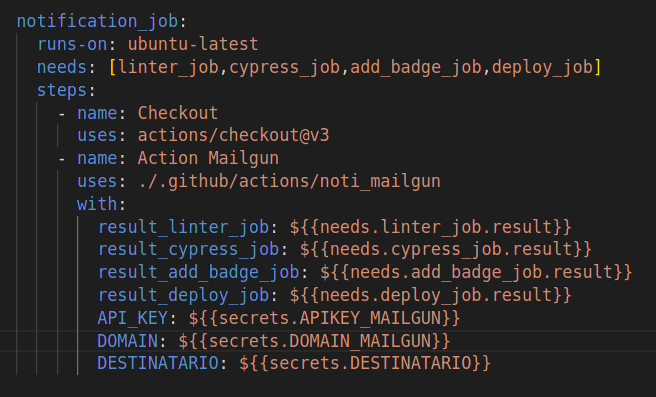 notification_job:
runs-on: ubuntu-latest
needs: [linter_job,cypress_job,add_badge_job,deploy_job]
steps:
- name: Checkout
uses: actions/checkout@v3
- name: Action Mailgun
uses: ./.github/actions/noti_mailgun
with:
result_linter_job: ${{needs.linter_job.result}}
result_cypress_job: ${{needs.cypress_job.result}}
result_add_badge_job: ${{needs.add_badge_job.result}}
result_deploy_job: ${{needs.deploy_job.result}}
API_KEY: ${{secrets.APIKEY_MAILGUN}}
DOMAIN: ${{secrets.DOMAIN_MAILGUN}}
DESTINATARIO: ${{secrets.DESTINATARIO}}